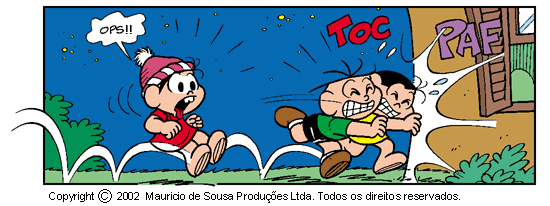 OPS!!
TOC
PAF
Copyright © 2002 Mauricio de Sousa Produções Ltda. Todos os direitos reservados.